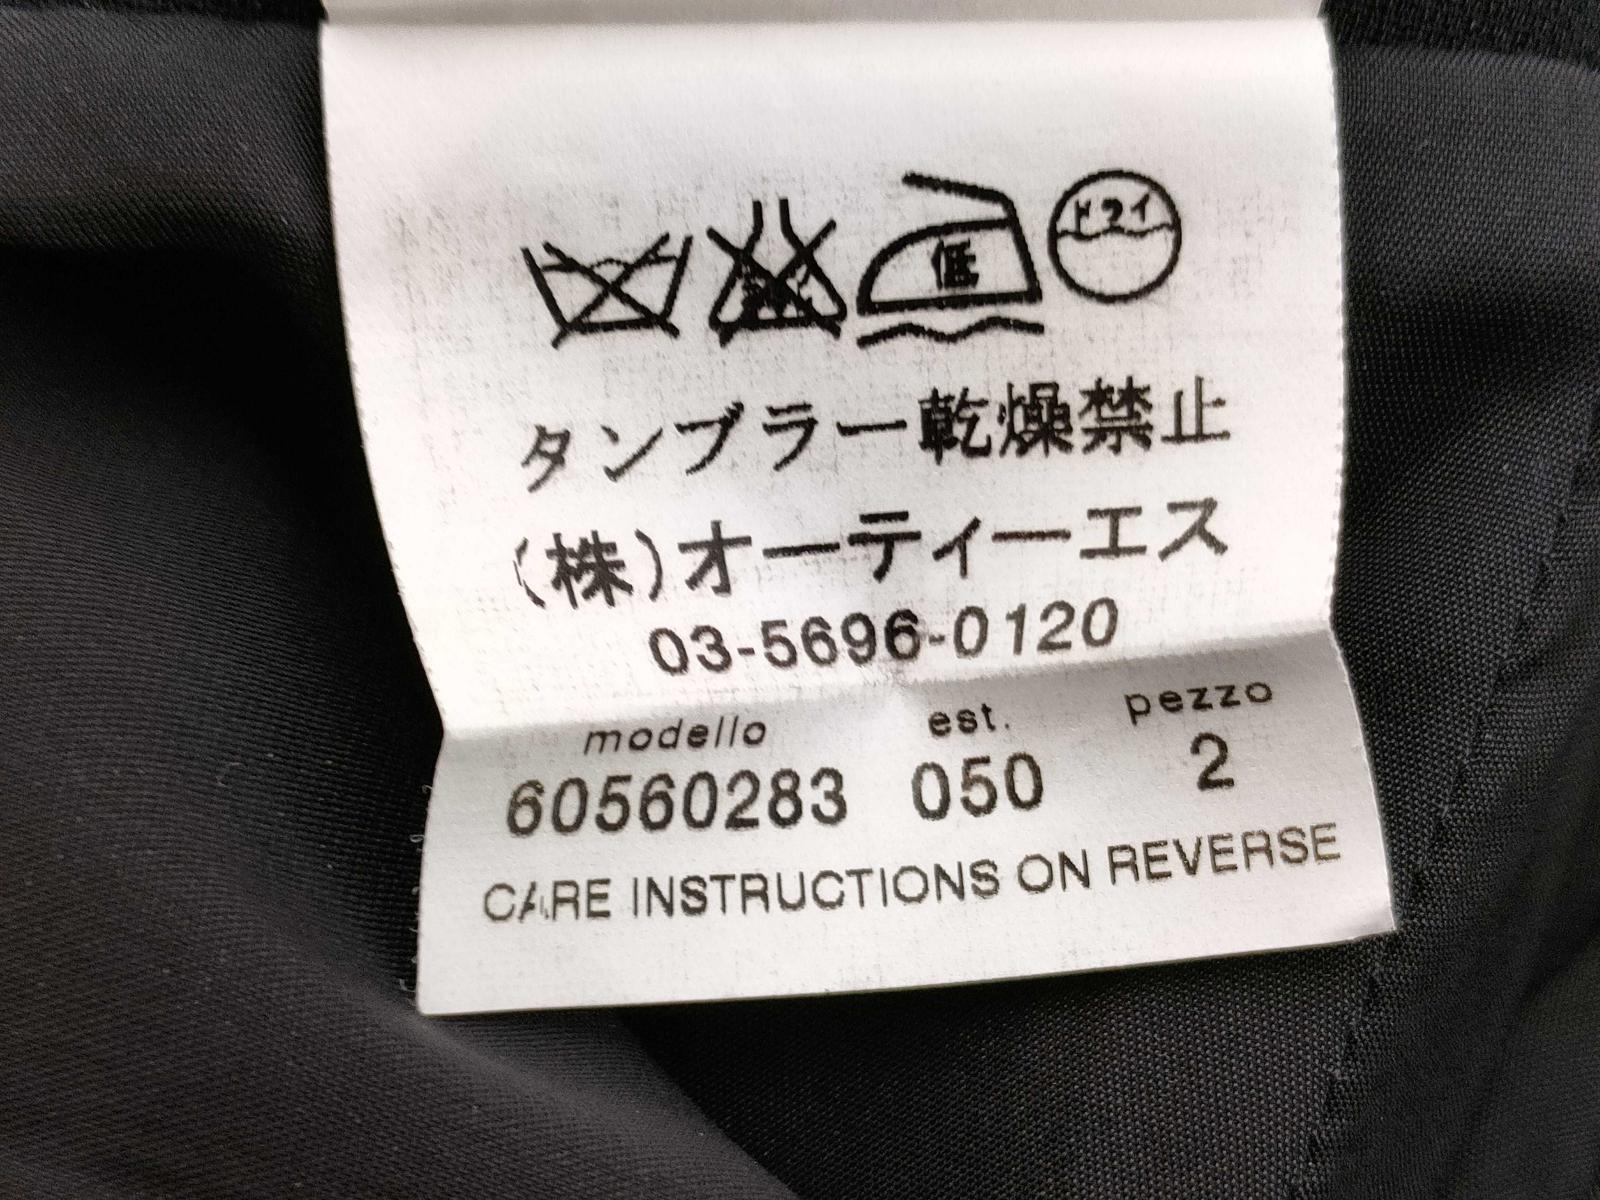 低 ドライ
タンブラー乾燥禁止
(株)オーティーエス
03-5696-0120
modello est. pezzo
60560283 050 2
CARE INSTRUCTIONS ON REVERSE